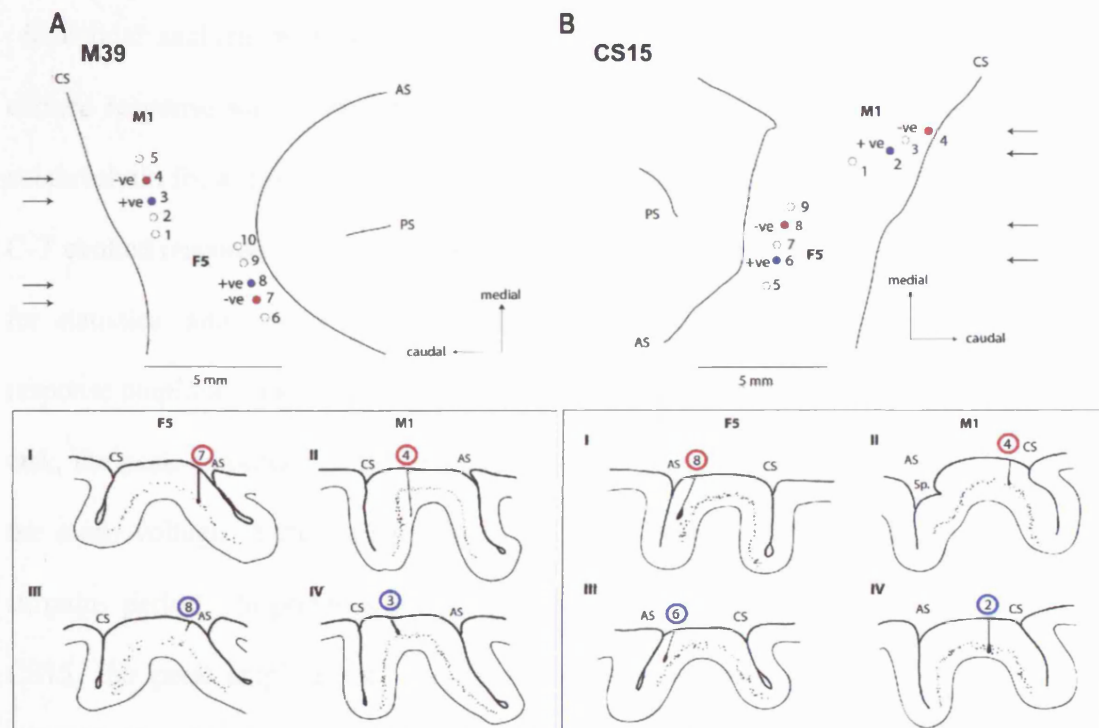 A
M39
CS
AS
M1
5
-ve 4
+ve 3
2
1
PS
10
F5 9
+ve 8
-ve 7
6
medial
caudal
5 mm
B
CS15
CS
M1
-ve
4
+ ve 3
2
1
PS
9
-ve 8
7
+ve 6
F5
5
AS
medial
caudal
5 mm
F5 M1
I 7 AS
CS
II 4
CS AS
III 8
CS AS
IV 3
CS AS
F5 M1
I AS 8 CS
II 4 CS
AS
Sp.
III AS 6 CS
IV 2
AS CS